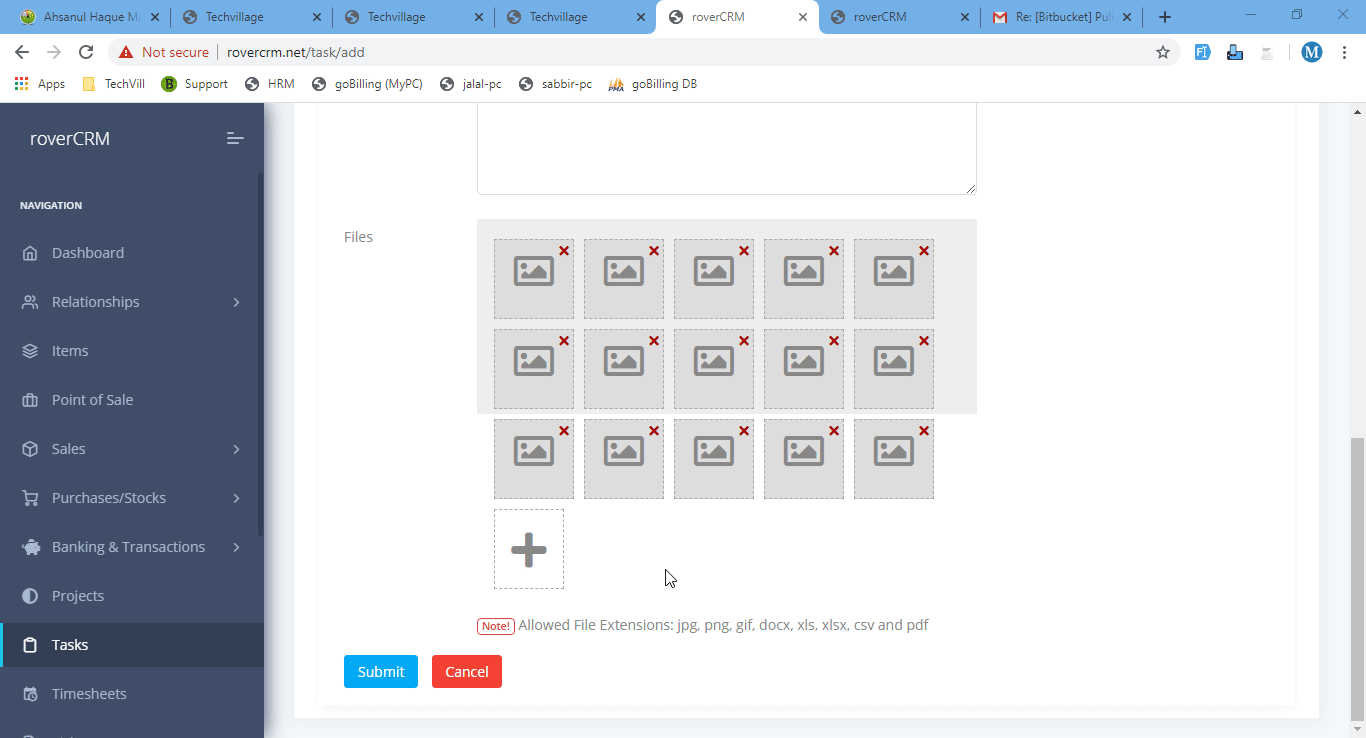 Ahsanul Haque M
Techvillage
Techvillage
Techvillage
roverCRM
roverCRM
Re: [Bitbucket] Pul
Not secure
rovercrm.net/task/add
M
Apps
TechVill
Support
HRM
goBilling (MyPC)
jalal-pc
sabbir-pc
goBilling DB
roverCRM
NAVIGATION
Dashboard
Relationships
Items
Point of Sale
Sales
Purchases/Stocks
Banking & Transactions
Projects
Tasks
Timesheets
Files
Note! Allowed File Extensions: jpg, png, gif, docx, xls, xlsx, csv and pdf
Submit
Cancel